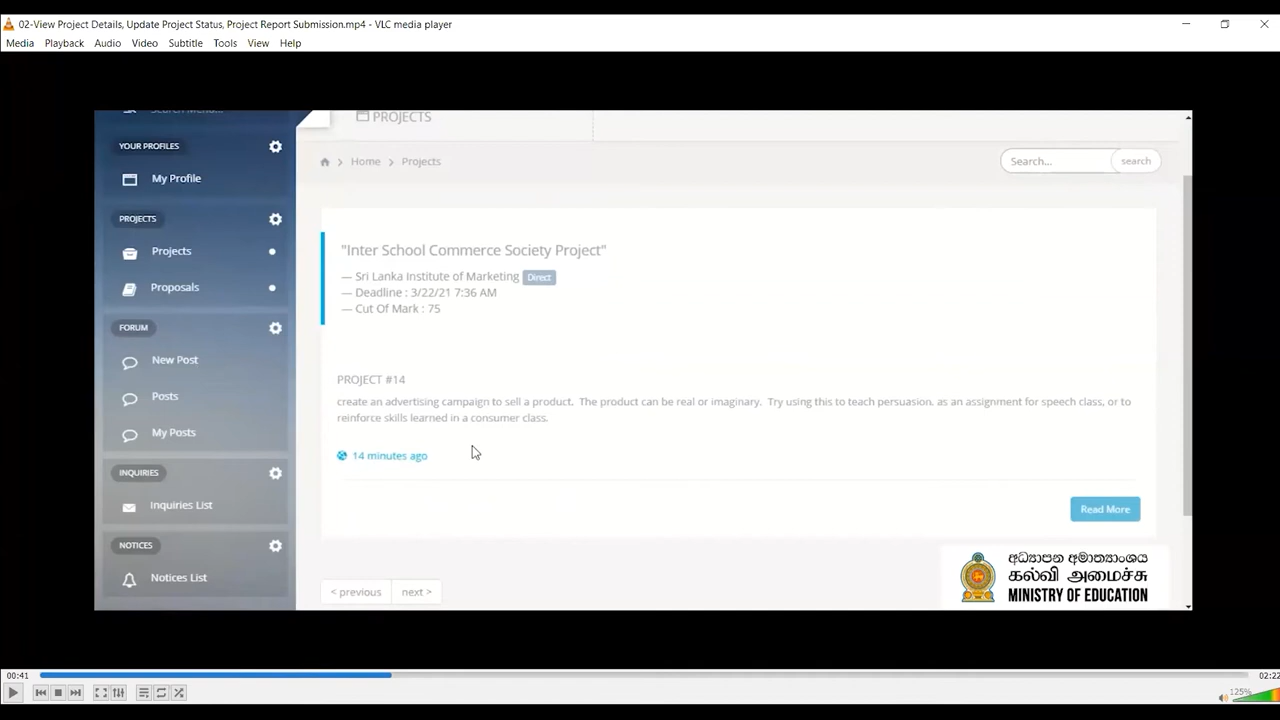 02-View Project Details, Update Project Status, Project Report Submission.mp4 - VLC media player
Media Playback Audio Video Subtitle Tools View Help
PROJECTS
YOUR PROFILES
My Profile
PROJECTS
Projects
Proposals
FORUM
New Post
Posts
My Posts
INQUIRIES
Inquiries List
NOTICES
Notices List
Home > Projects
Search... search
"Inter School Commerce Society Project"
— Sri Lanka Institute of Marketing Direct
— Deadline : 3/22/21 7:36 AM
— Cut Of Mark : 75
PROJECT #14
create an advertising campaign to sell a product. The product can be real or imaginary. Try using this to teach persuasion. as an assignment for speech class, or to
reinforce skills learned in a consumer class.
14 minutes ago
Read More
< previous next >
අධ්‍යාපන අමාත්‍යාංශය
கல்வி அமைச்சு
MINISTRY OF EDUCATION
00:41
02:22
125%